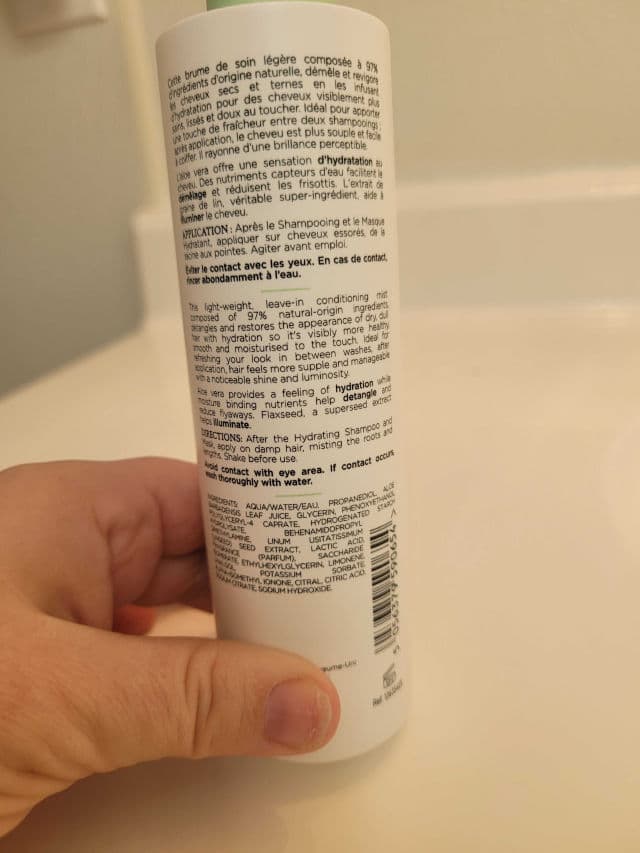 Cette brume de soin légère composée à 97%
d'ingrédients d'origine naturelle, démêle et revigore
les cheveux secs et ternes en les infusant
d'hydratation pour des cheveux visiblement plus
sains, lissés et doux au toucher. Idéal pour apporter
une touche de fraîcheur entre deux shampooings ;
après application, le cheveu est plus souple et facile
à coiffer. Il rayonne d'une brillance perceptible.
L'aloe vera offre une sensation d'hydratation au
cheveu. Des nutriments capteurs d'eau facilitent le
démêlage et réduisent les frisottis. L'extrait de
graine de lin, véritable super-ingrédient, aide à
illuminer le cheveu.
APPLICATION : Après le Shampooing et le Masque
Hydratant, appliquer sur cheveux essorés, de la
racine aux pointes. Agiter avant emploi.
Eviter le contact avec les yeux. En cas de contact,
rincer abondamment à l'eau.
This light-weight, leave-in conditioning mist
composed of 97% natural-origin ingredients,
detangles and restores the appearance of dry, dull
hair with hydration so it's visibly more healthy,
smooth and moisturised to the touch. Ideal for
refreshing your look in between washes, after
application, hair feels more supple and manageable
with a noticeable shine and luminosity.
Aloe vera provides a feeling of hydration while
moisture binding nutrients help detangle and
reduce flyaways. Flaxseed, a superseed extract
helps illuminate.
DIRECTIONS: After the Hydrating Shampoo and
Mask, apply on damp hair, misting the roots and
lengths. Shake before use.
Avoid contact with eye area. If contact occurs,
wash thoroughly with water.
INGREDIENTS: AQUA/WATER/EAU, PROPANEDIOL, ALOE
BARBADENSIS LEAF JUICE, GLYCERIN, PHENOXYETHANOL,
POLYGLYCERYL-4 CAPRATE, HYDROGENATED STARCH
HYDROLYSATE, BEHENAMIDOPROPYL
DIMETHYLAMINE, LINUM USITATISSIMUM
(LINSEED) SEED EXTRACT, LACTIC ACID,
FRAGRANCE (PARFUM), SACCHARIDE
ISOMERATE, ETHYLHEXYLGLYCERIN, LIMONENE,
LINALOOL, POTASSIUM SORBATE,
ALPHA-ISOMETHYL IONONE, CITRAL, CITRIC ACID,
SODIUM CITRATE, SODIUM HYDROXIDE.
Ref.